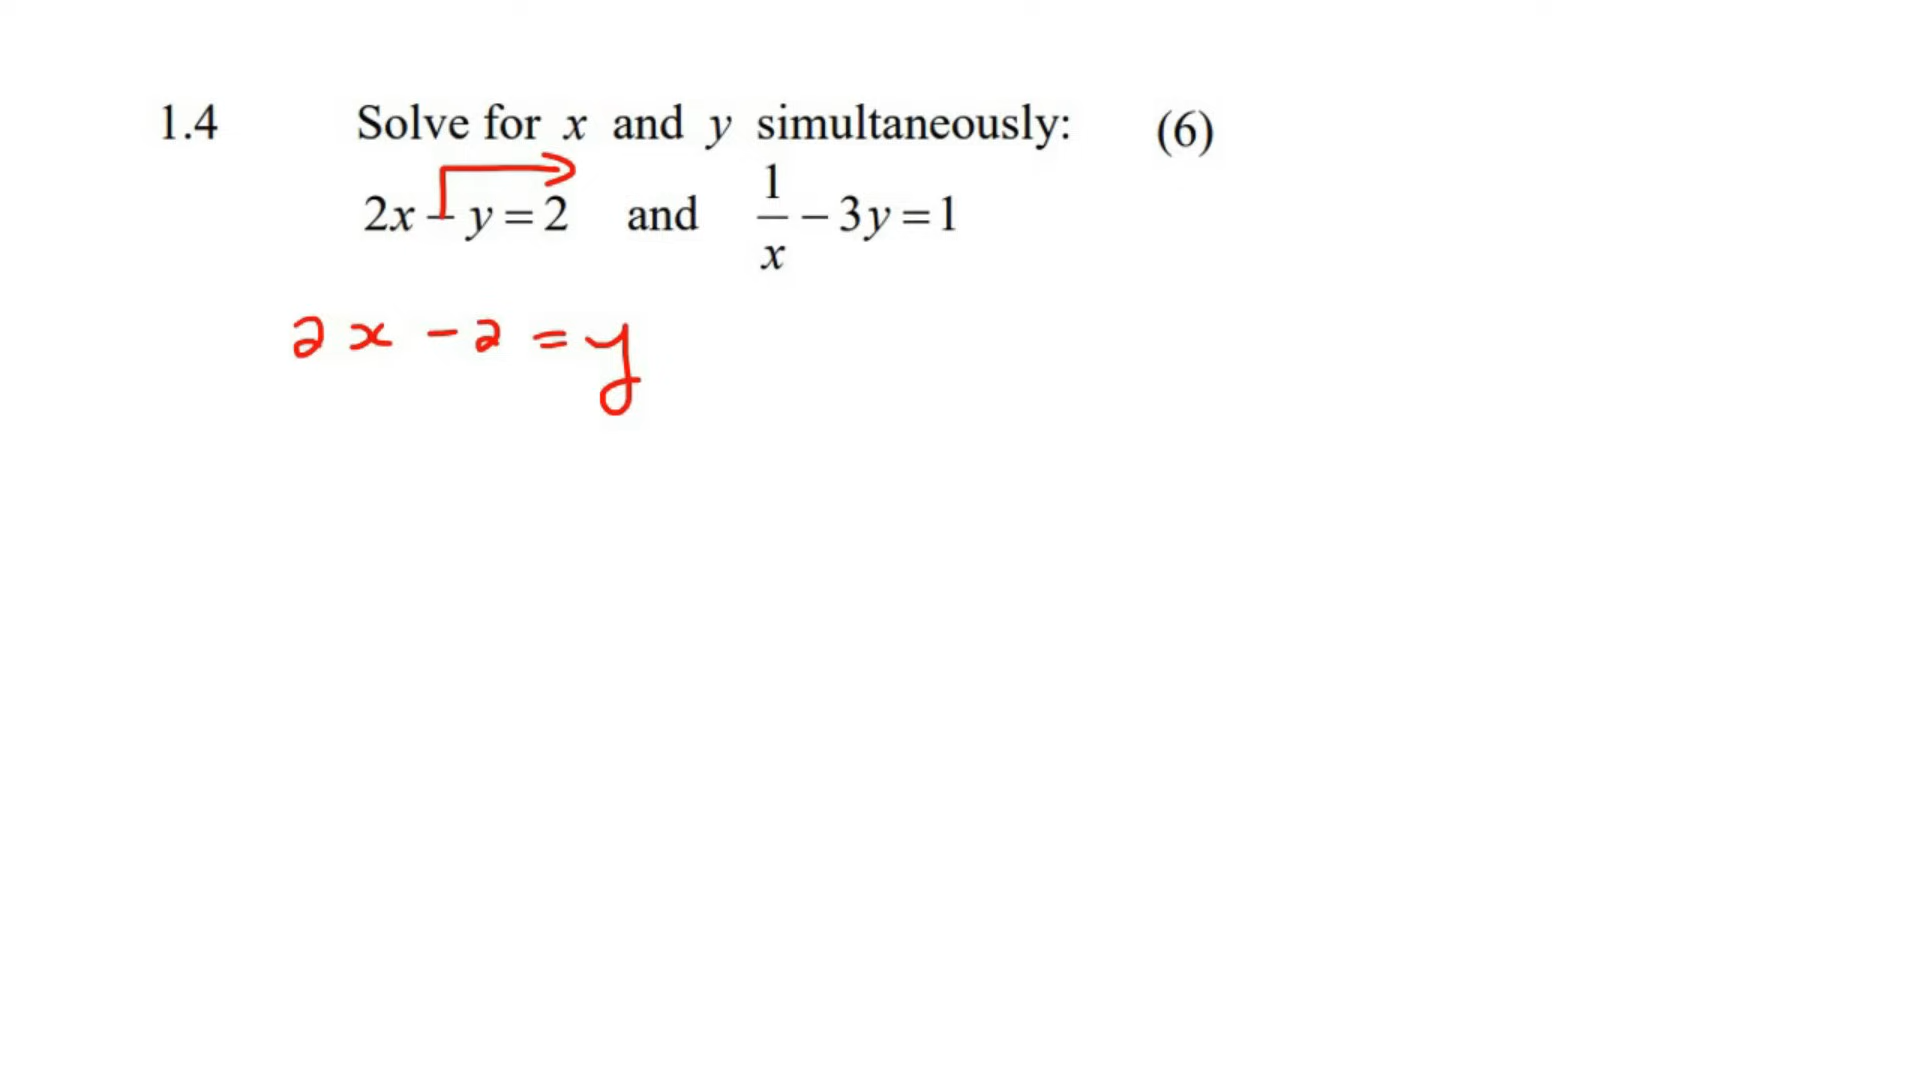 1.4 Solve for x and y simultaneously: (6)
2x − y = 2 and 1/x − 3y = 1
2x − 2 = y